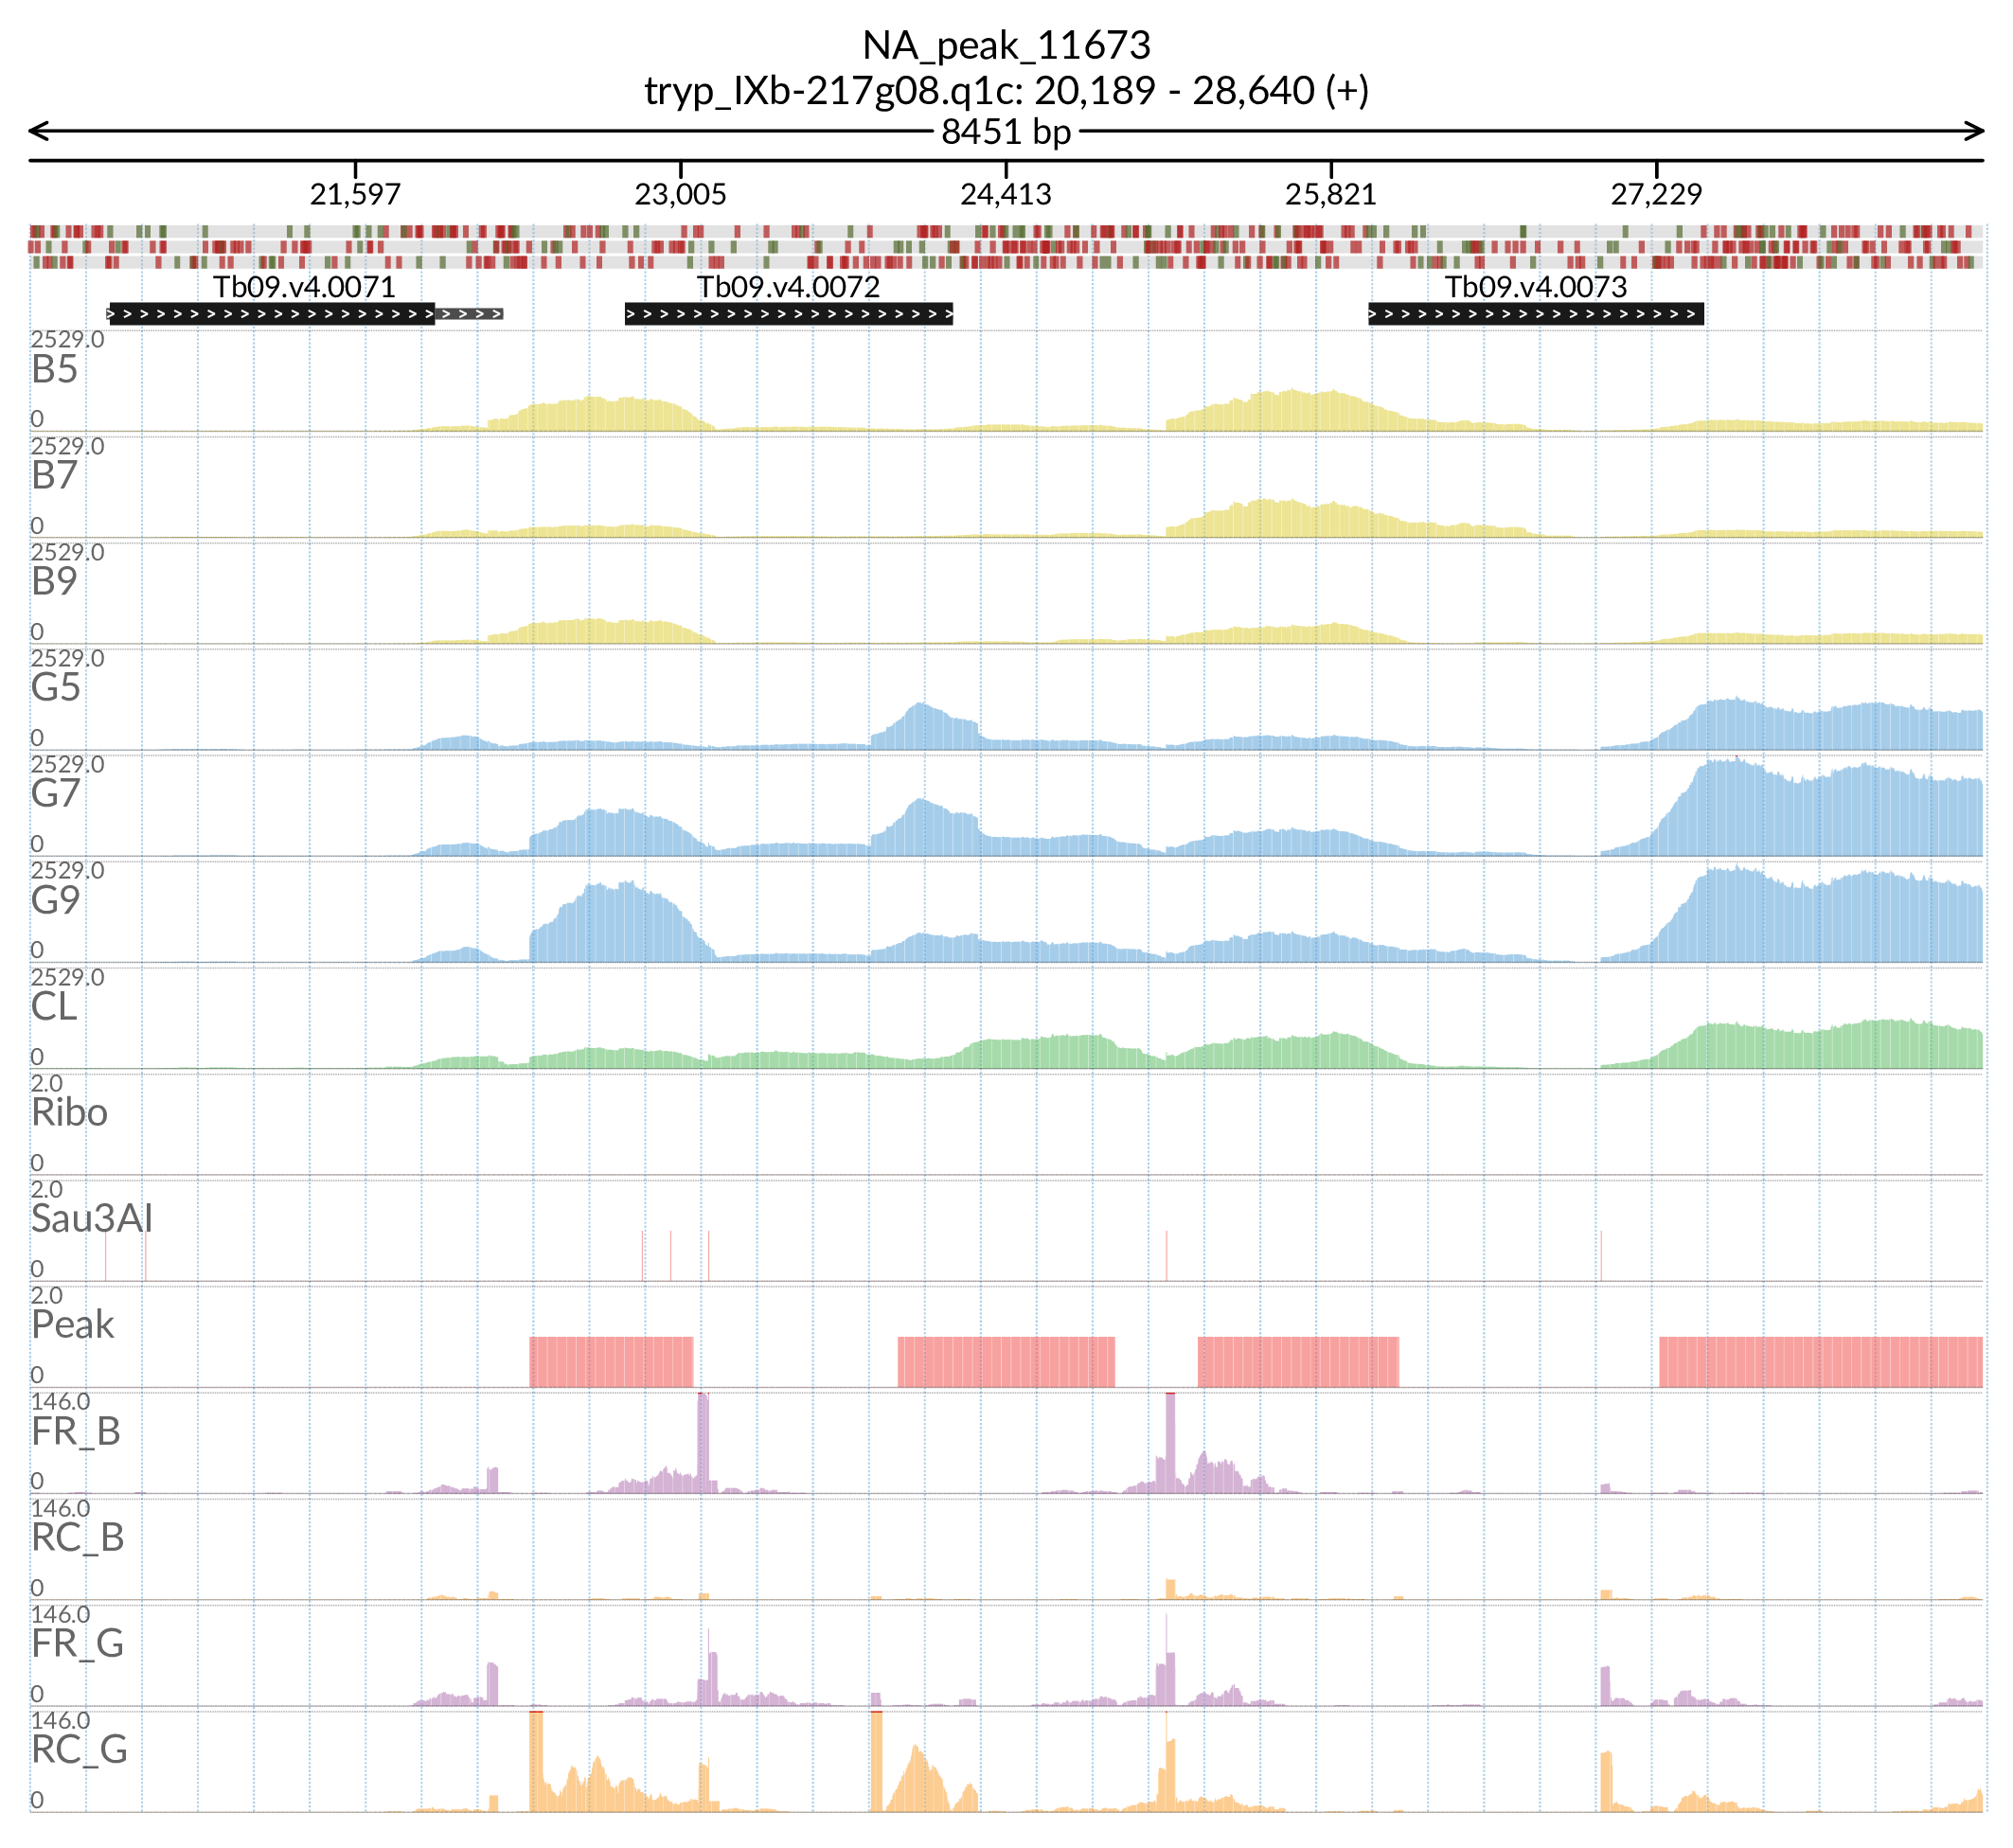 NA_peak_11673
tryp_IXb-217g08.q1c: 20,189 - 28,640 (+)
8451 bp
21,597 23,005 24,413 25,821 27,229
Tb09.v4.0071 Tb09.v4.0072 Tb09.v4.0073
2529.0
B5
0
2529.0
B7
0
2529.0
B9
0
2529.0
G5
0
2529.0
G7
0
2529.0
G9
0
2529.0
CL
0
2.0
Ribo
0
2.0
Sau3AI
0
2.0
Peak
0
146.0
FR_B
0
146.0
RC_B
0
146.0
FR_G
0
146.0
RC_G
0